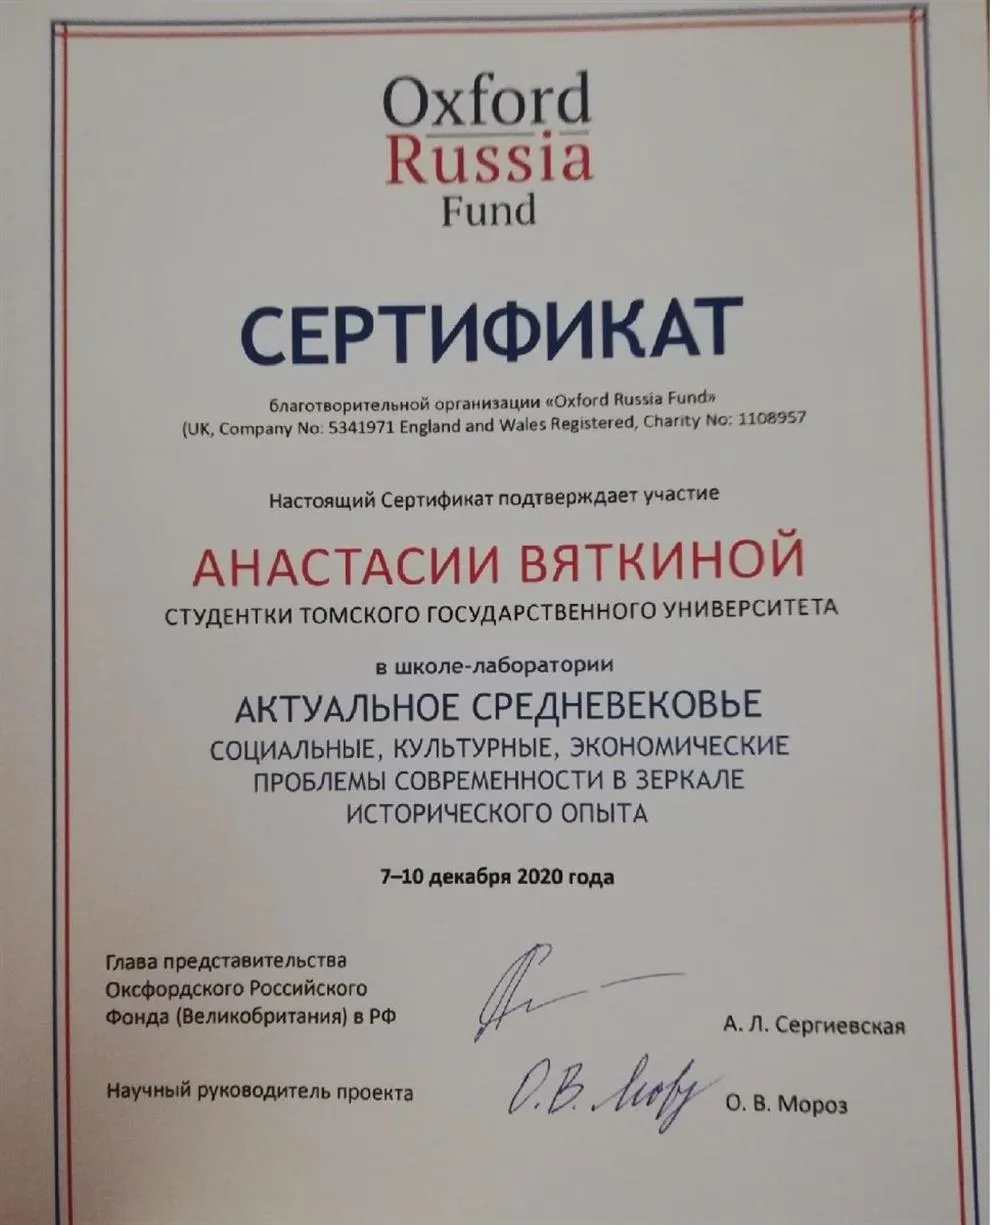 Oxford
Russia
Fund
СЕРТИФИКАТ
благотворительной организации «Oxford Russia Fund»
(UK, Company No: 5341971 England and Wales Registered, Charity No: 1108957
Настоящий Сертификат подтверждает участие
АНАСТАСИИ ВЯТКИНОЙ
СТУДЕНТКИ ТОМСКОГО ГОСУДАРСТВЕННОГО УНИВЕРСИТЕТА
в школе-лаборатории
АКТУАЛЬНОЕ СРЕДНЕВЕКОВЬЕ
СОЦИАЛЬНЫЕ, КУЛЬТУРНЫЕ, ЭКОНОМИЧЕСКИЕ
ПРОБЛЕМЫ СОВРЕМЕННОСТИ В ЗЕРКАЛЕ
ИСТОРИЧЕСКОГО ОПЫТА
7–10 декабря 2020 года
Глава представительства
Оксфордского Российского
Фонда (Великобритания) в РФ
А. Л. Сергиевская
Научный руководитель проекта
О. В.
О. В. Мороз